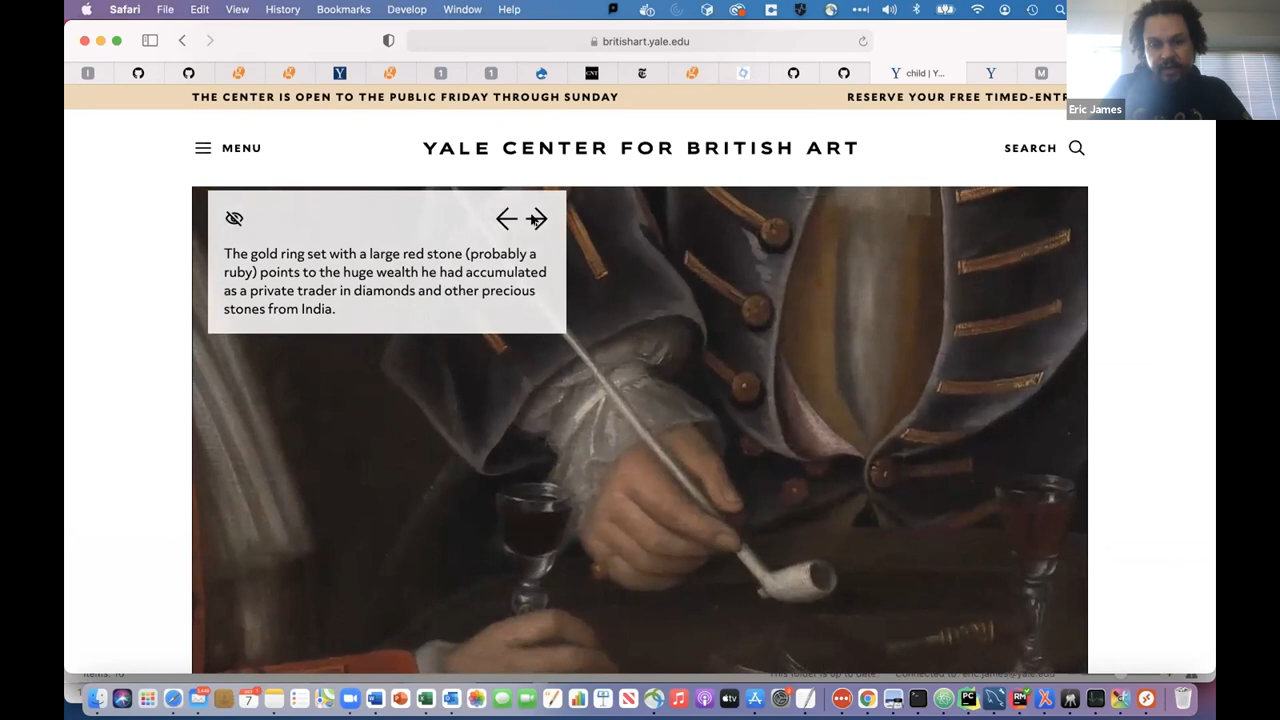 Safari File Edit View History Bookmarks Develop Window Help
britishart.yale.edu
child | Y...
THE CENTER IS OPEN TO THE PUBLIC FRIDAY THROUGH SUNDAY
RESERVE YOUR FREE TIMED-ENTR
Eric James
MENU
YALE CENTER FOR BRITISH ART
SEARCH
The gold ring set with a large red stone (probably a
ruby) points to the huge wealth he had accumulated
as a private trader in diamonds and other precious
stones from India.